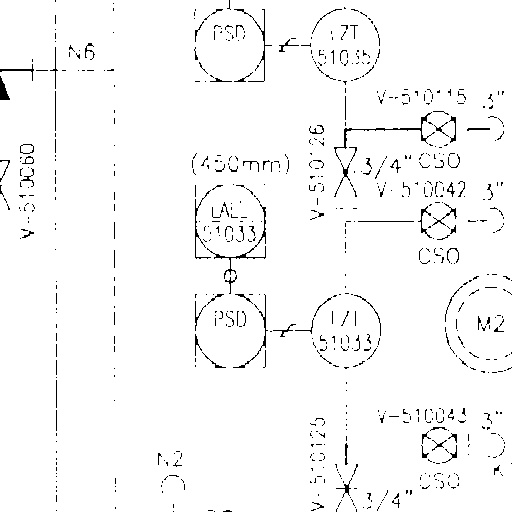 PSD
LZT
51035
N6
V-510115
3"
V-510126
CSO
(450mm)
3/4"
V-510060
V-510042
3"
LALL
51033
CSO
PSD
LZT
51033
M2
V-510043
3"
V-510125
N2
CSO
3/4"